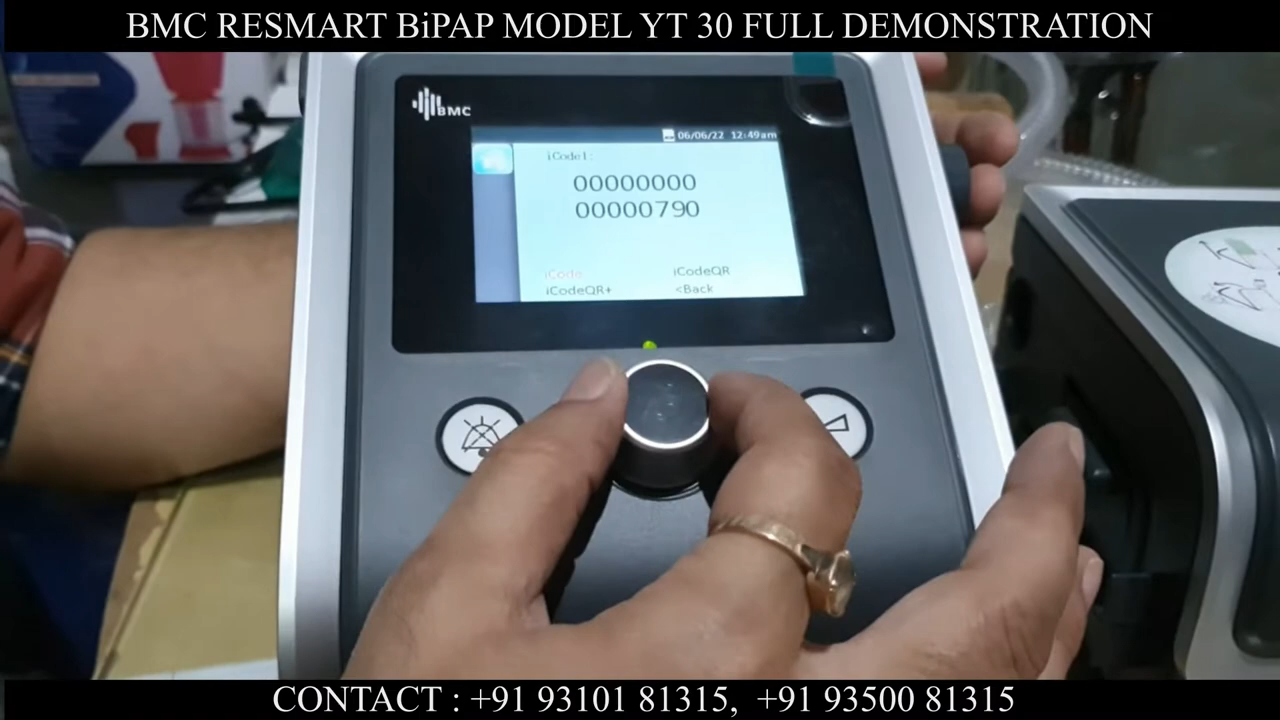 BMC RESMART BiPAP MODEL YT 30 FULL DEMONSTRATION
BMC
06/06/22 12:49am
iCode1:
00000000
00000790
iCode iCodeQR
iCodeQR+ <Back
CONTACT : +91 93101 81315, +91 93500 81315